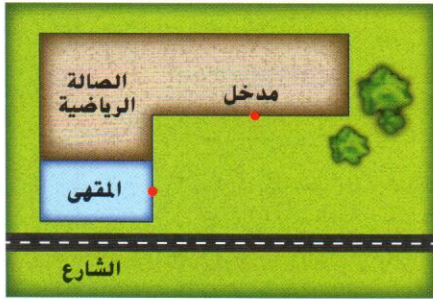 الصالة
الرياضية
مدخل
المقهى
الشارع